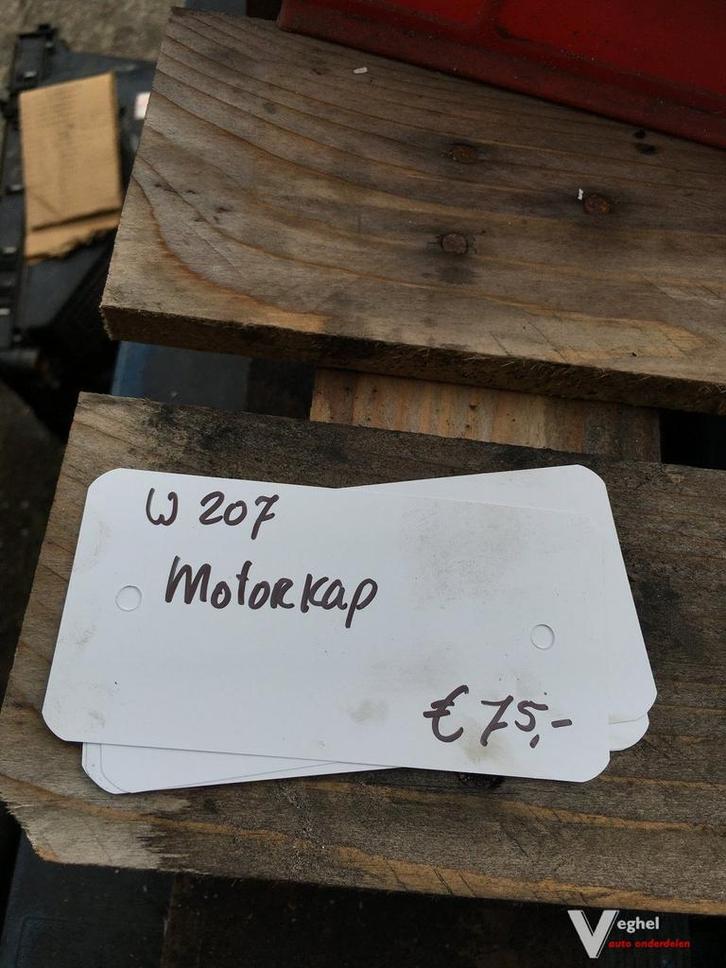 W 207
Motorkap
€ 75,-
Veghel
auto onderdelen